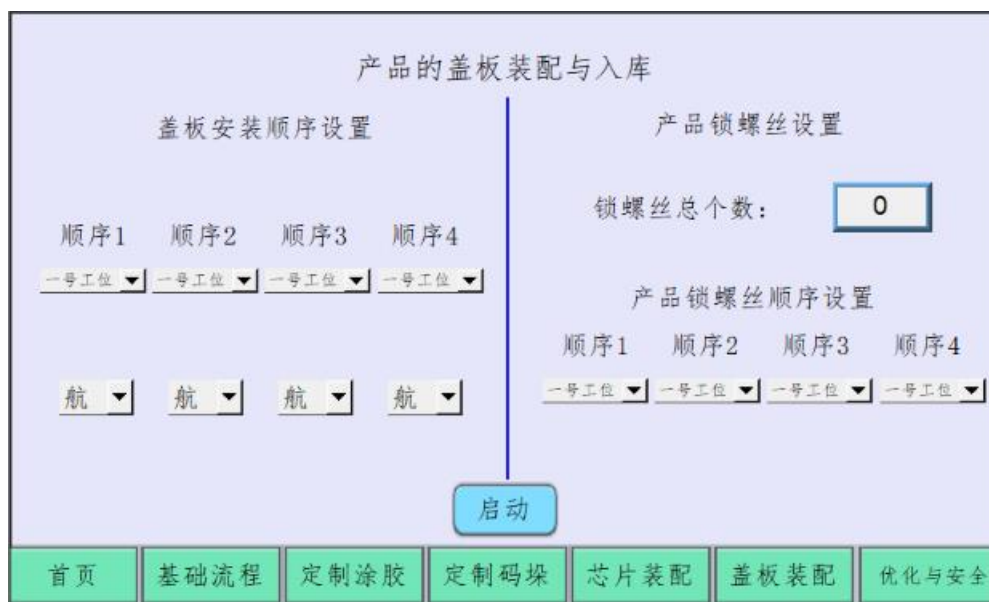 产品的盖板装配与入库
盖板安装顺序设置
顺序1 顺序2 顺序3 顺序4
一号工位 一号工位 一号工位 一号工位
航 航 航 航
产品锁螺丝设置
锁螺丝总个数： 0
产品锁螺丝顺序设置
顺序1 顺序2 顺序3 顺序4
一号工位 一号工位 一号工位 一号工位
启动
首页 基础流程 定制涂胶 定制码垛 芯片装配 盖板装配 优化与安全